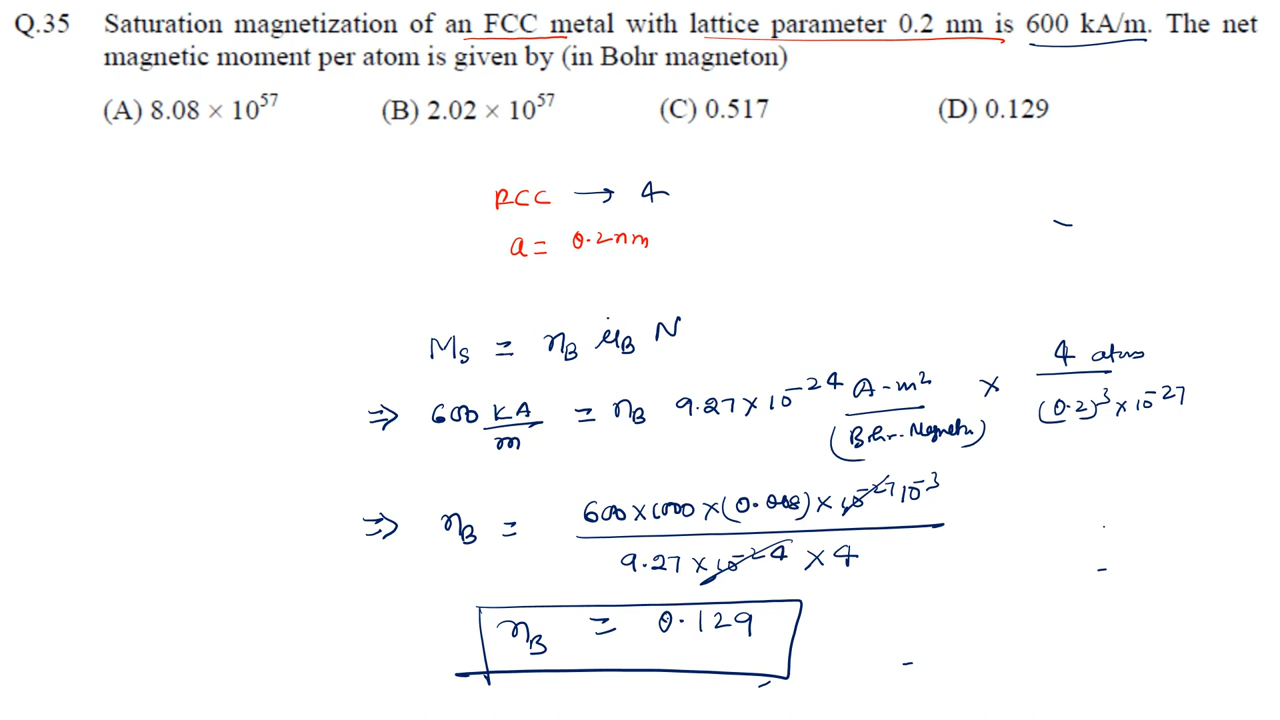 Q.35 Saturation magnetization of an FCC metal with lattice parameter 0.2 nm is 600 kA/m. The net
magnetic moment per atom is given by (in Bohr magneton)
(A) 8.08 × 10^57 (B) 2.02 × 10^57 (C) 0.517 (D) 0.129
FCC → 4
a = 0.2nm
Ms = nB μB N
⇒ 600 kA/m = nB 9.27 × 10^-24 A-m²/(Bohr-Magneton) × 4 atoms/(0.2)³ × 10^-27
⇒ nB = 600 × 1000 × (0.008) × 10^-27 10^-3 / 9.27 × 10^-24 × 4
nB = 0.129